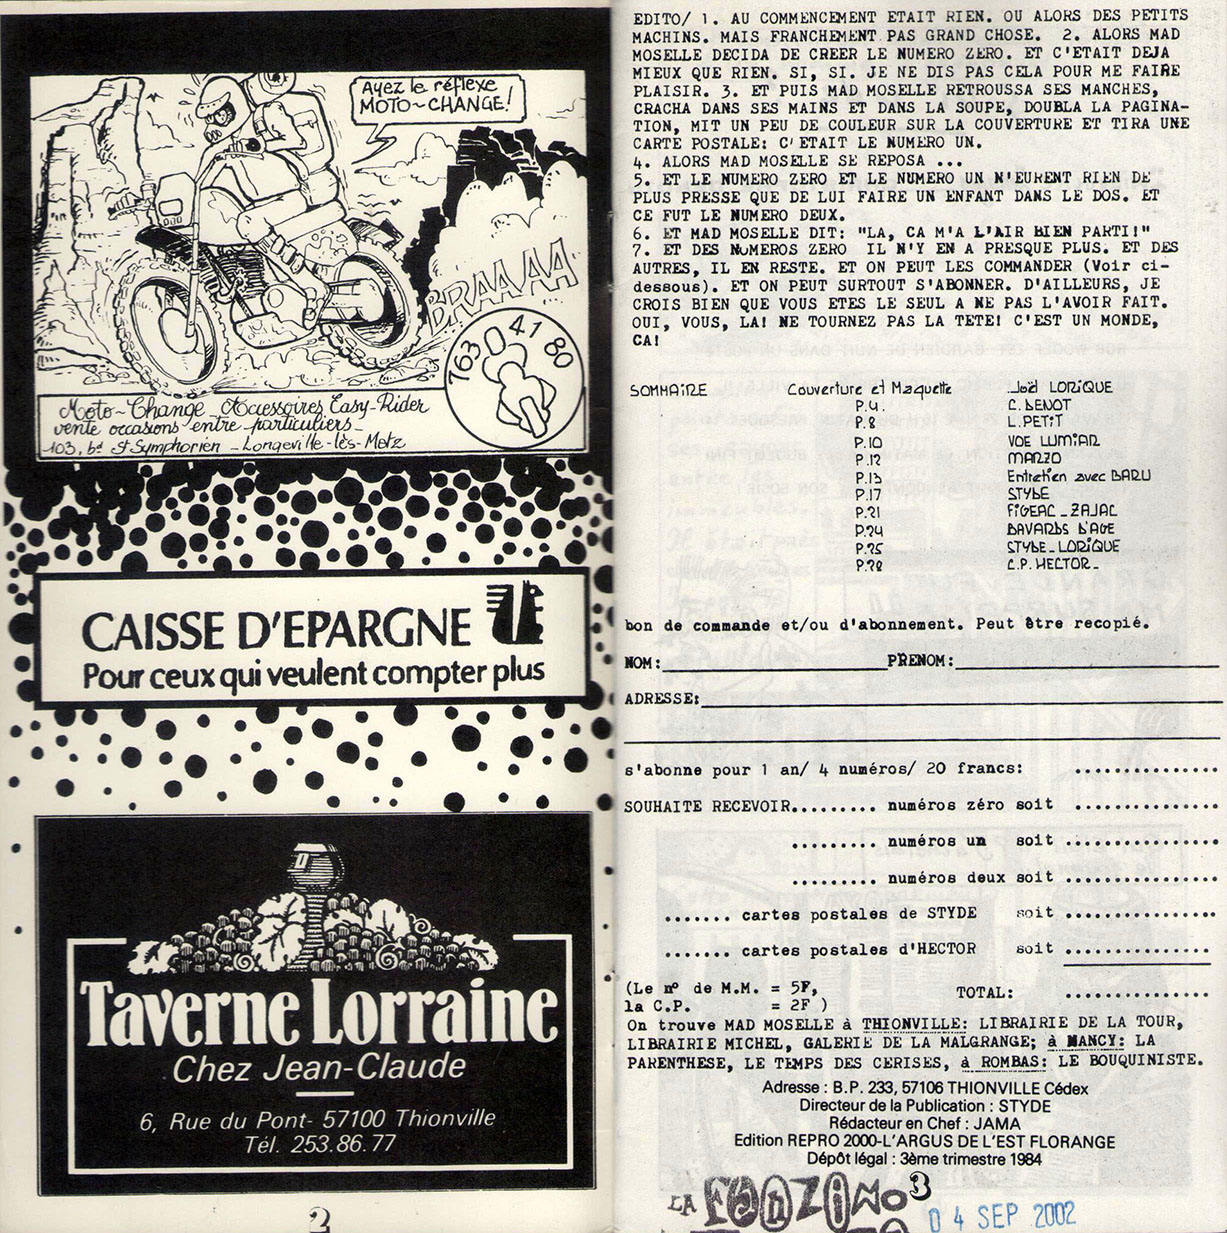 Ayez le réflexe
MOTO~CHANGE!
BRAAAAA
763 41 80
Moto~Change_Accessoires Easy-Rider
vente occasions entre particuliers_
103, bd St Symphorien _ Longeville-lès-Metz
CAISSE D'EPARGNE
Pour ceux qui veulent compter plus
Taverne Lorraine
Chez Jean-Claude
6, Rue du Pont- 57100 Thionville
Tél. 253.86.77
2
EDITO/ 1. AU COMMENCEMENT ETAIT RIEN. OU ALORS DES PETITS
MACHINS. MAIS FRANCHEMENT PAS GRAND CHOSE. 2. ALORS MAD
MOSELLE DECIDA DE CREER LE NUMERO ZERO. ET C'ETAIT DEJA
MIEUX QUE RIEN. SI, SI. JE NE DIS PAS CELA POUR ME FAIRE
PLAISIR. 3. ET PUIS MAD MOSELLE RETROUSSA SES MANCHES,
CRACHA DANS SES MAINS ET DANS LA SOUPE, DOUBLA LA PAGINA-
TION, MIT UN PEU DE COULEUR SUR LA COUVERTURE ET TIRA UNE
CARTE POSTALE: C'ETAIT LE NUMERO UN.
4. ALORS MAD MOSELLE SE REPOSA ...
5. ET LE NUMERO ZERO ET LE NUMERO UN N'EURENT RIEN DE
PLUS PRESSE QUE DE LUI FAIRE UN ENFANT DANS LE DOS. ET
CE FUT LE NUMERO DEUX.
6. ET MAD MOSELLE DIT: "LA, CA M'A L'AIR BIEN PARTI!"
7. ET DES NUMEROS ZERO IL N'Y EN A PRESQUE PLUS. ET DES
AUTRES, IL EN RESTE. ET ON PEUT LES COMMANDER (Voir ci-
dessous). ET ON PEUT SURTOUT S'ABONNER. D'AILLEURS, JE
CROIS BIEN QUE VOUS ETES LE SEUL A NE PAS L'AVOIR FAIT.
OUI, VOUS, LA! NE TOURNEZ PAS LA TETE! C'EST UN MONDE,
CA!
SOMMAIRE Couverture et Maquette Joël LORIQUE
P.4. C. BENOT
P.8 L. PETIT
P.10 VOE LUMIAR
P.12 MARZO
P.13 Entretien avec BARU
P.17 STYDE
P.21 FIGEAC_ZAJAC
P.24 BAVARDS D'AGE
P.25 STYDE_LORIQUE
P.28 C.P. HECTOR_
bon de commande et/ou d'abonnement. Peut être recopié.
NOM: PRENOM:
ADRESSE:
s'abonne pour 1 an/ 4 numéros/ 20 francs: ...............
SOUHAITE RECEVOIR......... numéros zéro soit ...............
......... numéros un soit ...............
......... numéros deux soit ...............
....... cartes postales de STYDE soit ...............
....... cartes postales d'HECTOR soit ...............
(Le n° de M.M. = 5F, TOTAL: ...............
la C.P. = 2F )
On trouve MAD MOSELLE à THIONVILLE: LIBRAIRIE DE LA TOUR,
LIBRAIRIE MICHEL, GALERIE DE LA MALGRANGE; à NANCY: LA
PARENTHESE, LE TEMPS DES CERISES, à ROMBAS: LE BOUQUINISTE.
Adresse : B.P. 233, 57106 THIONVILLE Cédex
Directeur de la Publication : STYDE
Rédacteur en Chef : JAMA
Edition REPRO 2000-L'ARGUS DE L'EST FLORANGE
Dépôt légal : 3ème trimestre 1984
3
LA FANZINO
04 SEP 2002